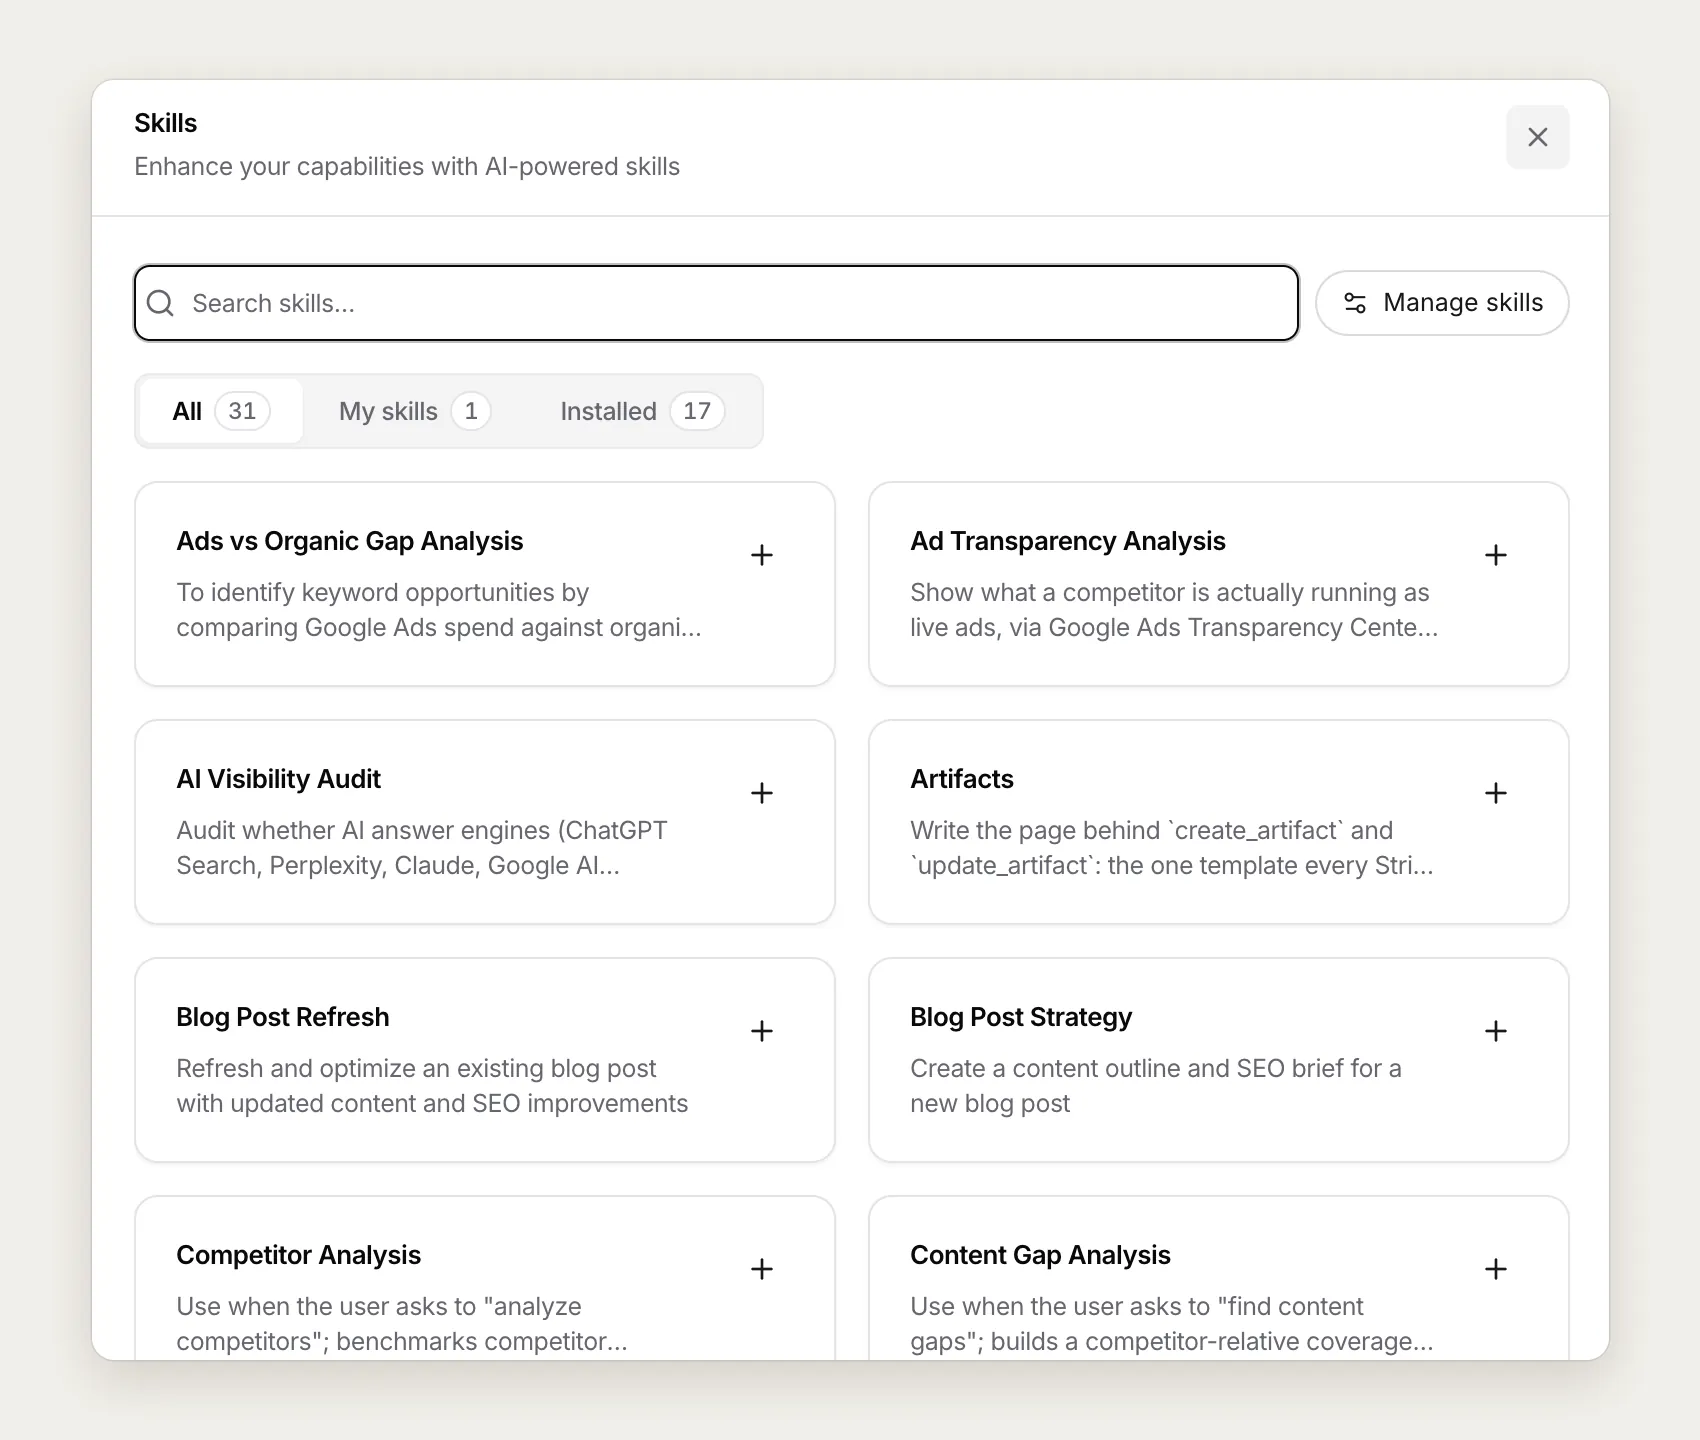 Skills
Enhance your capabilities with AI-powered skills
Search skills...
Manage skills
All 31
My skills 1
Installed 17
Ads vs Organic Gap Analysis
To identify keyword opportunities by
comparing Google Ads spend against organi...
Ad Transparency Analysis
Show what a competitor is actually running as
live ads, via Google Ads Transparency Cente...
AI Visibility Audit
Audit whether AI answer engines (ChatGPT
Search, Perplexity, Claude, Google AI...
Artifacts
Write the page behind `create_artifact` and
`update_artifact`: the one template every Stri...
Blog Post Refresh
Refresh and optimize an existing blog post
with updated content and SEO improvements
Blog Post Strategy
Create a content outline and SEO brief for a
new blog post
Competitor Analysis
Use when the user asks to "analyze
competitors"; benchmarks competitor...
Content Gap Analysis
Use when the user asks to "find content
gaps"; builds a competitor-relative coverage...